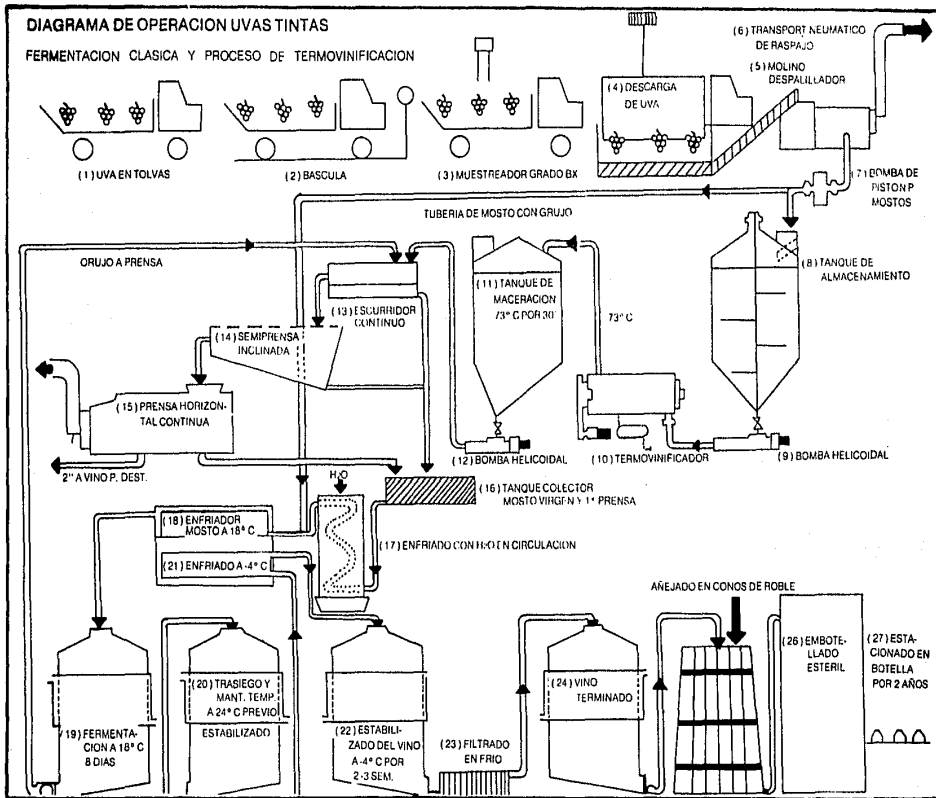 DIAGRAMA DE OPERACION UVAS TINTAS
FERMENTACION CLASICA Y PROCESO DE TERMOVINIFICACION
(1) UVA EN TOLVAS
(2) BASCULA
(3) MUESTREADOR GRADO BX
(4) DESCARGA
DE UVA
(5) MOLINO
DESPALILLADOR
(6) TRANSPORT NEUMATICO
DE RASPAJO
(7) BOMBA DE
PISTON P
MOSTOS
TUBERIA DE MOSTO CON GRUJO
(8) TANQUE DE
ALMACENAMIENTO
ORUJO A PRENSA
(13) ESCURRIDOR
CONTINUO
(11) TANQUE DE
MACERACION
73° C POR 30'
73° C
(14) SEMIPRENSA
INCLINADA
(15) PRENSA HORIZON-
TAL CONTINUA
2" A VINO P. DEST.
(12) BOMBA HELICOIDAL
(10) TERMOVINIFICADOR
(9) BOMBA HELICOIDAL
H2O
(16) TANQUE COLECTOR
MOSTO VIRGEN Y 1ª PRENSA
(18) ENFRIADOR
MOSTO A 18° C
(17) ENFRIADO CON H2O EN CIRCULACION
(21) ENFRIADO A -4° C
AÑEJADO EN CONOS DE ROBLE
(19) FERMENTA-
CION A 18° C
8 DIAS
(20) TRASIEGO Y
MANT. TEMP.
A 24° C PREVIO
ESTABILIZADO
(22) ESTABILI-
ZADO DEL VINO
A -4° C POR
2-3 SEM.
(23) FILTRADO
EN FRIO
(24) VINO
TERMINADO
(26) EMBOTE-
LLADO
ESTERIL
(27) ESTA-
CIONADO EN
BOTELLA
POR 2 AÑOS